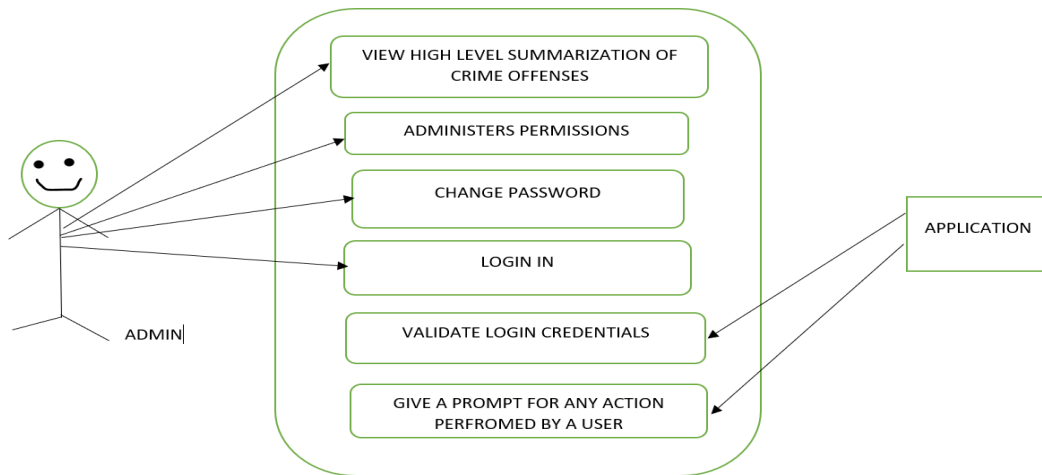 VIEW HIGH LEVEL SUMMARIZATION OF
CRIME OFFENSES
ADMINISTERS PERMISSIONS
CHANGE PASSWORD
APPLICATION
LOGIN IN
VALIDATE LOGIN CREDENTIALS
ADMIN
GIVE A PROMPT FOR ANY ACTION
PERFROMED BY A USER